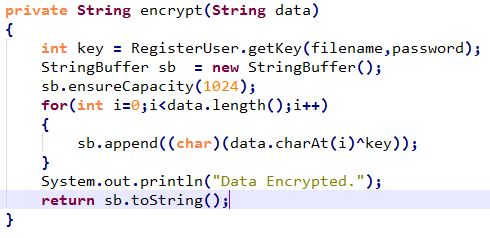 private String encrypt(String data)
{
    int key = RegisterUser.getKey(filename,password);
    StringBuffer sb  = new StringBuffer();
    sb.ensureCapacity(1024);
    for(int i=0;i<data.length();i++)
    {
        sb.append((char)(data.charAt(i)^key));
    }
    System.out.println("Data Encrypted.");
    return sb.toString();
}